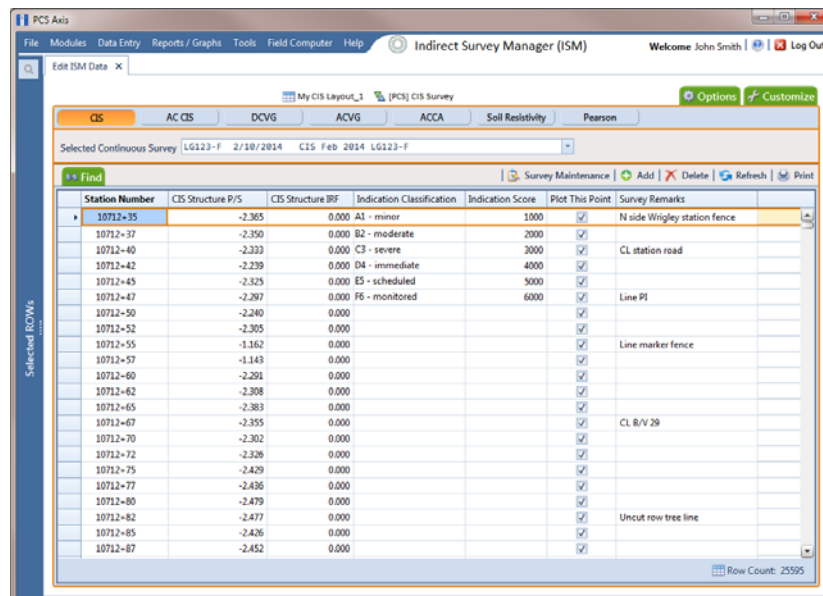 PCS Axis
File Modules Data Entry Reports / Graphs Tools Field Computer Help Indirect Survey Manager (ISM) Welcome John Smith Log Out
Edit ISM Data X
My CIS Layout_1 [PCS] CIS Survey Options Customize
CIS AC CIS DCVG ACVG ACCA Soil Resistivity Pearson
Selected Continuous Survey LG123-F 2/10/2014 CIS Feb 2014 LG123-F
Find Survey Maintenance Add Delete Refresh Print
Station Number CIS Structure P/S CIS Structure IRF Indication Classification Indication Score Plot This Point Survey Remarks
10712+35 -2.365 0.000 A1 - minor 1000 N side Wrigley station fence
10712+37 -2.350 0.000 B2 - moderate 2000
10712+40 -2.333 0.000 C3 - severe 3000 CL station road
10712+42 -2.239 0.000 D4 - immediate 4000
10712+45 -2.325 0.000 E5 - scheduled 5000
10712+47 -2.297 0.000 F6 - monitored 6000 Line PI
10712+50 -2.240 0.000
10712+52 -2.305 0.000
10712+55 -1.162 0.000 Line marker fence
10712+57 -1.143 0.000
10712+60 -2.291 0.000
10712+62 -2.308 0.000
10712+65 -2.383 0.000
10712+67 -2.355 0.000 CL B/V 29
10712+70 -2.302 0.000
10712+72 -2.326 0.000
10712+75 -2.429 0.000
10712+77 -2.436 0.000
10712+80 -2.479 0.000
10712+82 -2.477 0.000 Uncut row tree line
10712+85 -2.426 0.000
10712+87 -2.452 0.000
Row Count: 25595
Selected ROWs